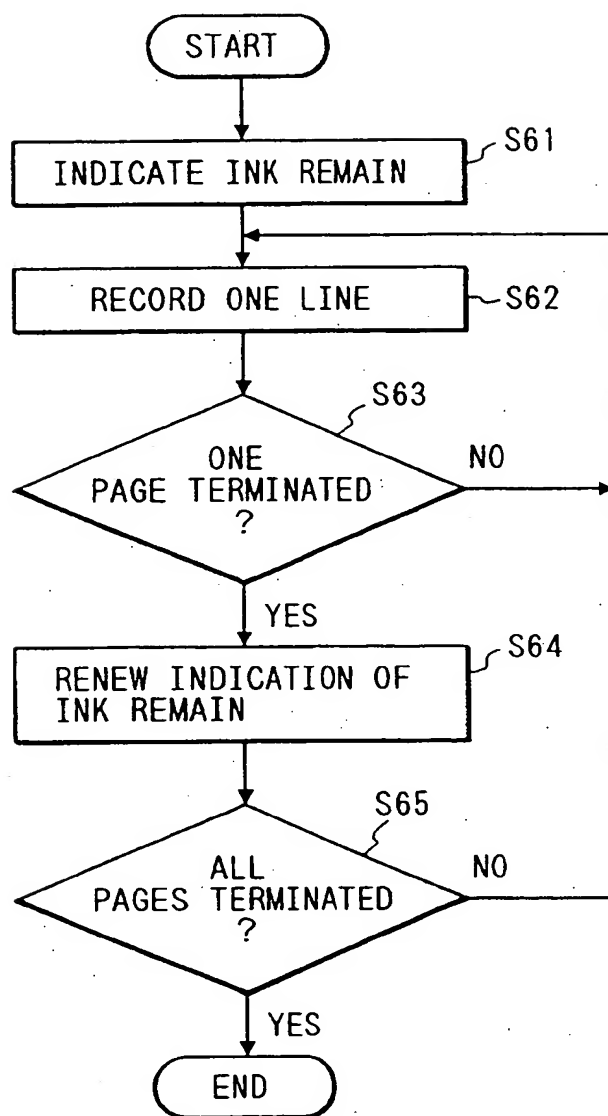 START
S61
INDICATE INK REMAIN
RECORD ONE LINE
S62
S63
ONE
PAGE TERMINATED
?
NO
YES
S64
RENEW INDICATION OF
INK REMAIN
S65
ALL
PAGES TERMINATED
?
NO
YES
END